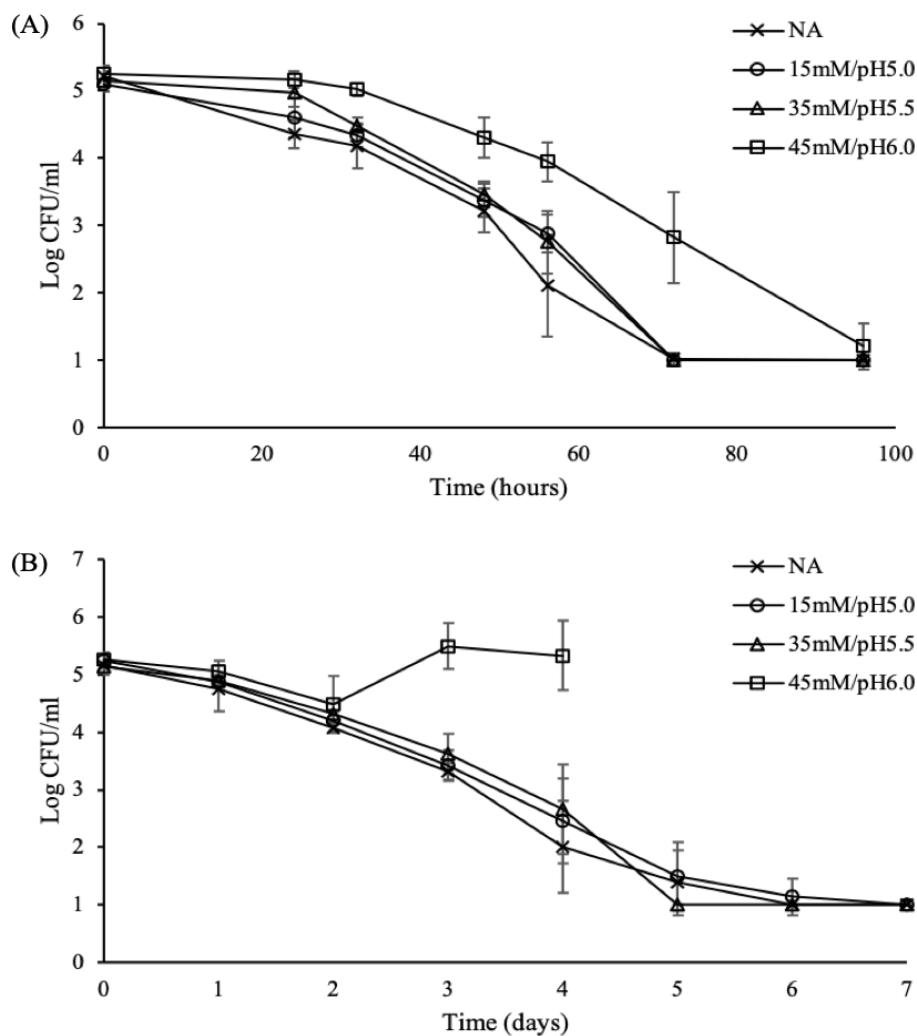 (A)
6
5
4
3
2
1
0
Log CFU/ml
0 20 40 60 80 100
Time (hours)
NA
15mM/pH5.0
35mM/pH5.5
45mM/pH6.0
(B)
7
6
5
4
3
2
1
0
Log CFU/ml
0 1 2 3 4 5 6 7
Time (days)
NA
15mM/pH5.0
35mM/pH5.5
45mM/pH6.0